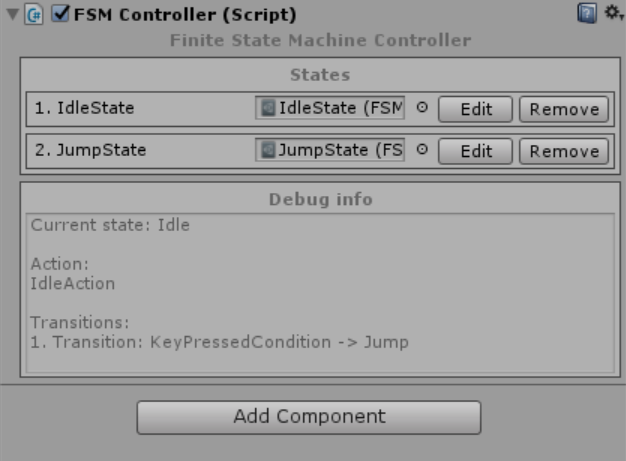 FSM Controller (Script)
Finite State Machine Controller
States
1. IdleState IdleState (FSM Edit Remove
2. JumpState JumpState (FS Edit Remove
Debug info
Current state: Idle
Action:
IdleAction
Transitions:
1. Transition: KeyPressedCondition -> Jump
Add Component